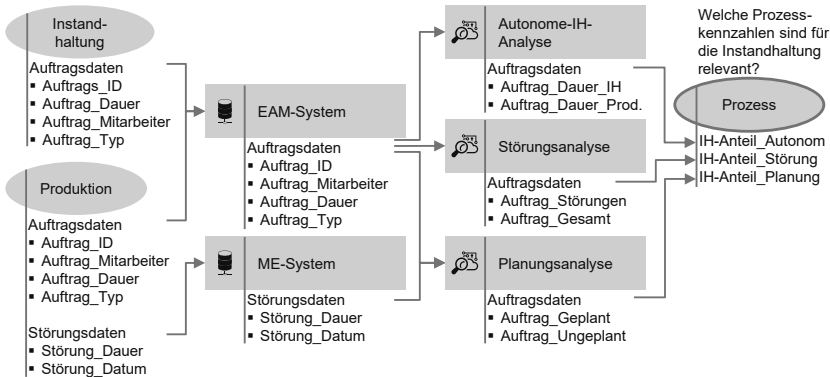 Instand-
haltung
Auftragsdaten
▪ Auftrags_ID
▪ Auftrag_Dauer
▪ Auftrag_Mitarbeiter
▪ Auftrag_Typ
Produktion
Auftragsdaten
▪ Auftrag_ID
▪ Auftrag_Mitarbeiter
▪ Auftrag_Dauer
▪ Auftrag_Typ
Störungsdaten
▪ Störung_Dauer
▪ Störung_Datum
EAM-System
Auftragsdaten
▪ Auftrag_ID
▪ Auftrag_Mitarbeiter
▪ Auftrag_Dauer
▪ Auftrag_Typ
ME-System
Störungsdaten
▪ Störung_Dauer
▪ Störung_Datum
Autonome-IH-
Analyse
Auftragsdaten
▪ Auftrag_Dauer_IH
▪ Auftrag_Dauer_Prod.
Störungsanalyse
Auftragsdaten
▪ Auftrag_Störungen
▪ Auftrag_Gesamt
Planungsanalyse
Auftragsdaten
▪ Auftrag_Geplant
▪ Auftrag_Ungeplant
Welche Prozess-
kennzahlen sind für
die Instandhaltung
relevant?
Prozess
IH-Anteil_Autonom
IH-Anteil_Störung
IH-Anteil_Planung